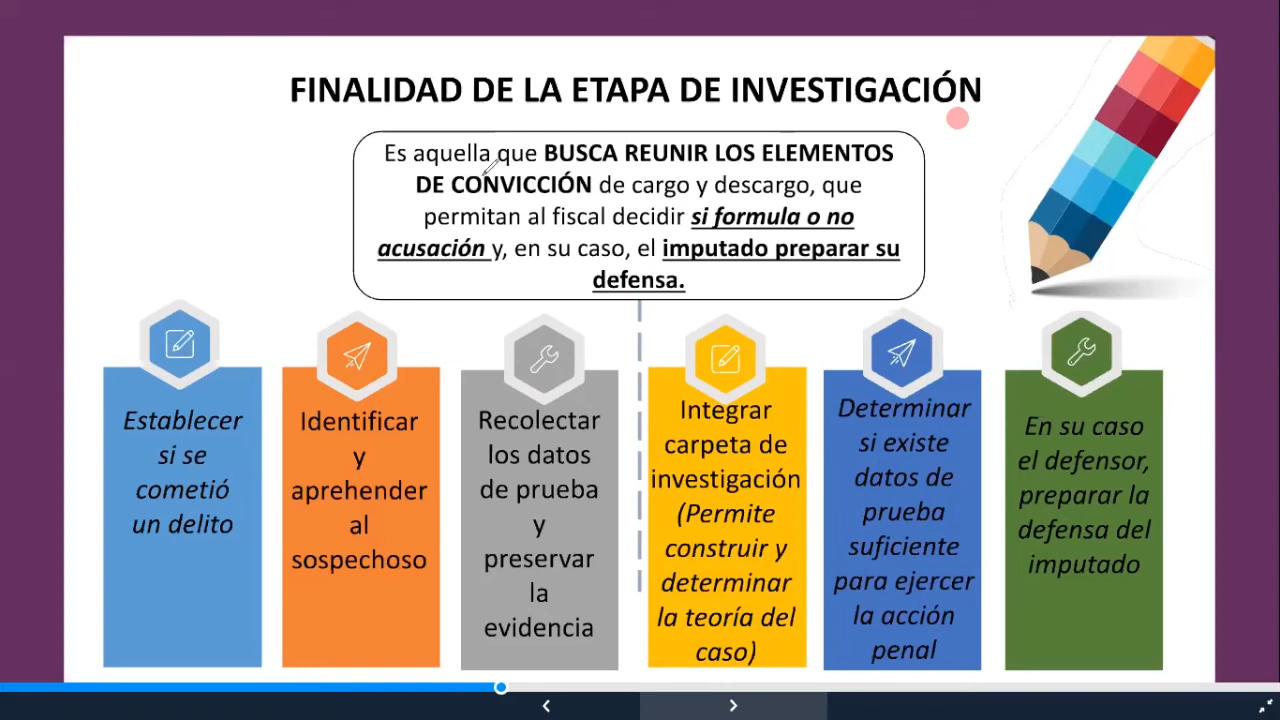 FINALIDAD DE LA ETAPA DE INVESTIGACIÓN
Es aquella que BUSCA REUNIR LOS ELEMENTOS
DE CONVICCIÓN de cargo y descargo, que
permitan al fiscal decidir si formula o no
acusación y, en su caso, el imputado preparar su
defensa.
Establecer
si se
cometió
un delito
Identificar
y
aprehender
al
sospechoso
Recolectar
los datos
de prueba
y
preservar
la
evidencia
Integrar
carpeta de
investigación
(Permite
construir y
determinar
la teoría del
caso)
Determinar
si existe
datos de
prueba
suficiente
para ejercer
la acción
penal
En su caso
el defensor,
preparar la
defensa del
imputado